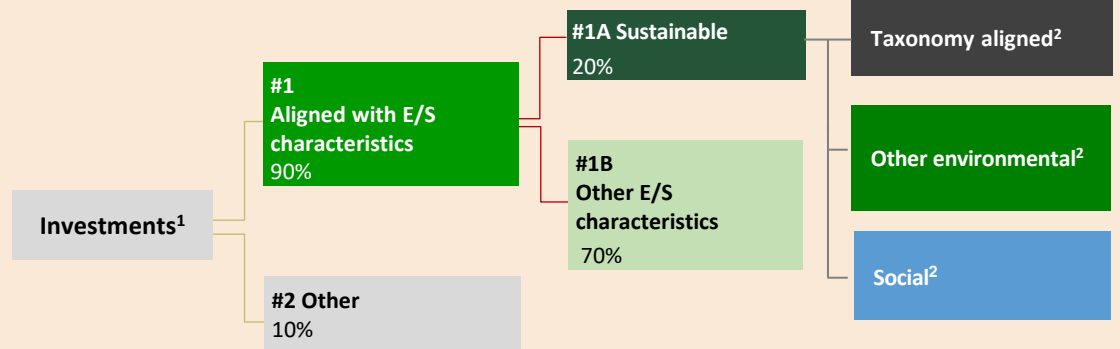 Investments¹
#1
Aligned with E/S
characteristics
90%
#2 Other
10%
#1A Sustainable
20%
#1B
Other E/S
characteristics
70%
Taxonomy aligned²
Other environmental²
Social²